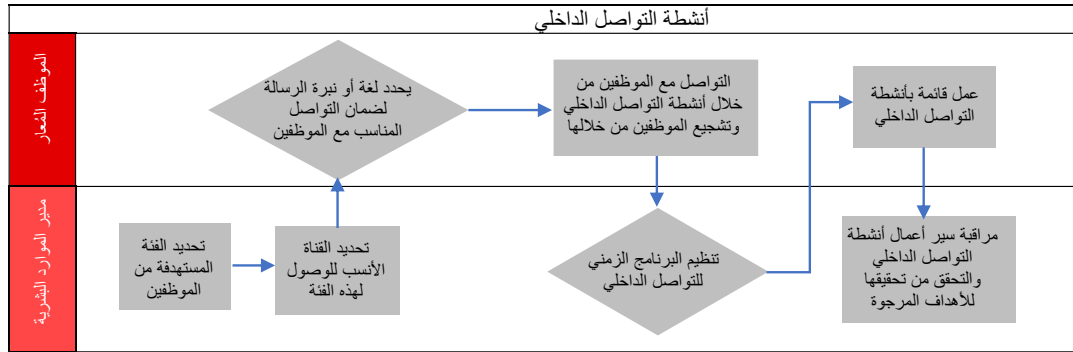 أنشطة التواصل الداخلي
الموظف المُعار
يحدد لغة أو نبرة الرسالة
لضمان التواصل
المناسب مع الموظفين
التواصل مع الموظفين من
خلال أنشطة التواصل الداخلي
وتشجيع الموظفين من خلالها
عمل قائمة بأنشطة
التواصل الداخلي
مدير الموارد البشرية
تحديد الفئة
المستهدفة من
الموظفين
تحديد القناة
الأنسب للوصول
لهذه الفئة
تنظيم البرنامج الزمني
للتواصل الداخلي
مراقبة سير أعمال أنشطة
التواصل الداخلي
والتحقق من تحقيقها
للأهداف المرجوة